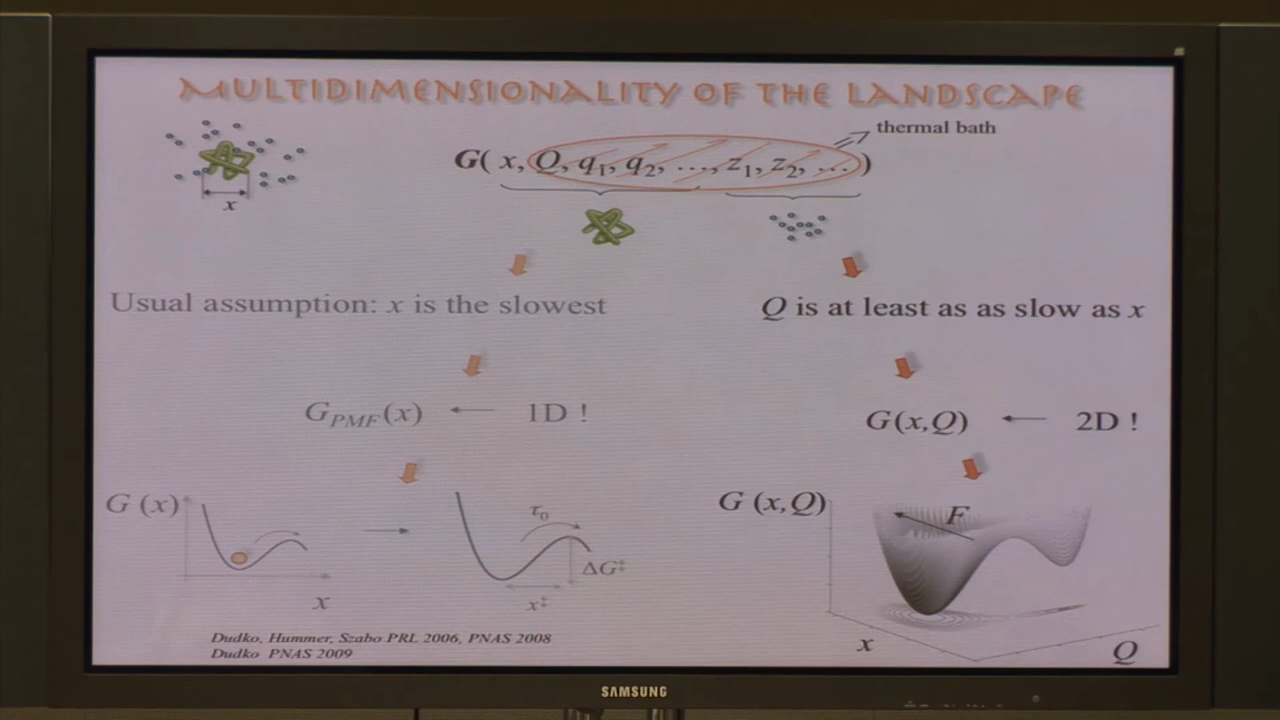 MULTIDIMENSIONALITY OF THE LANDSCAPE
thermal bath
G( x, Q, q₁, q₂, ..., z₁, z₂, ... )
x
Usual assumption: x is the slowest
Q is at least as as slow as x
G_PMF(x) ← 1D !
G(x,Q) ← 2D !
G (x)
x
τ₀
ΔG‡
x‡
G (x,Q)
F
x
Q
Dudko, Hummer, Szabo PRL 2006, PNAS 2008
Dudko PNAS 2009
SAMSUNG